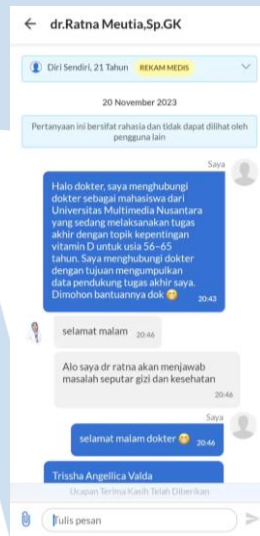 dr.Ratna Meutia,Sp.GK
Diri Sendiri, 21 Tahun REKAM MEDIS
20 November 2023
Pertanyaan ini bersifat rahasia dan tidak dapat dilihat oleh
pengguna lain
Saya
Halo dokter, saya menghubungi
dokter sebagai mahasiswa dari
Universitas Multimedia Nusantara
yang sedang melaksanakan tugas
akhir dengan topik kepentingan
vitamin D untuk usia 56–65
tahun. Saya menghubungi dokter
dengan tujuan mengumpulkan
data pendukung tugas akhir saya.
Dimohon bantuannya dok 😁 20:43
selamat malam 20:46
Alo saya dr ratna akan menjawab
masalah seputar gizi dan kesehatan
20:46
Saya
selamat malam dokter 😁 20:46
Trissha Angellica Valda
Ucapan Terima Kasih Telah Diberikan
Tulis pesan